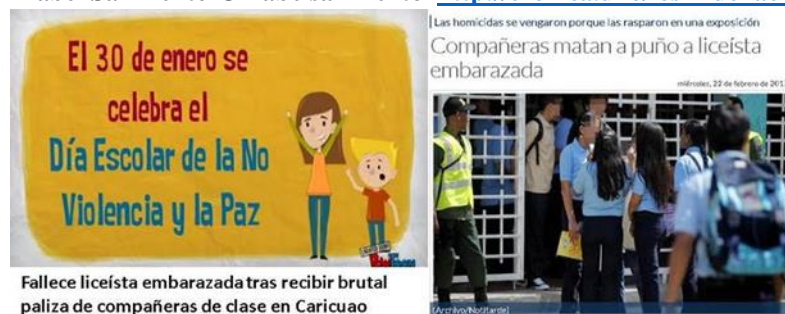 El 30 de enero se
celebra el
Día Escolar de la No
Violencia y la Paz
Fallece liceísta embarazada tras recibir brutal
paliza de compañeras de clase en Caricuao
Las homicidas se vengaron porque las rasparon en una exposición
Compañeras matan a puño a liceísta
embarazada
miércoles, 22 de febrero de
(Archivo/Notitarde)